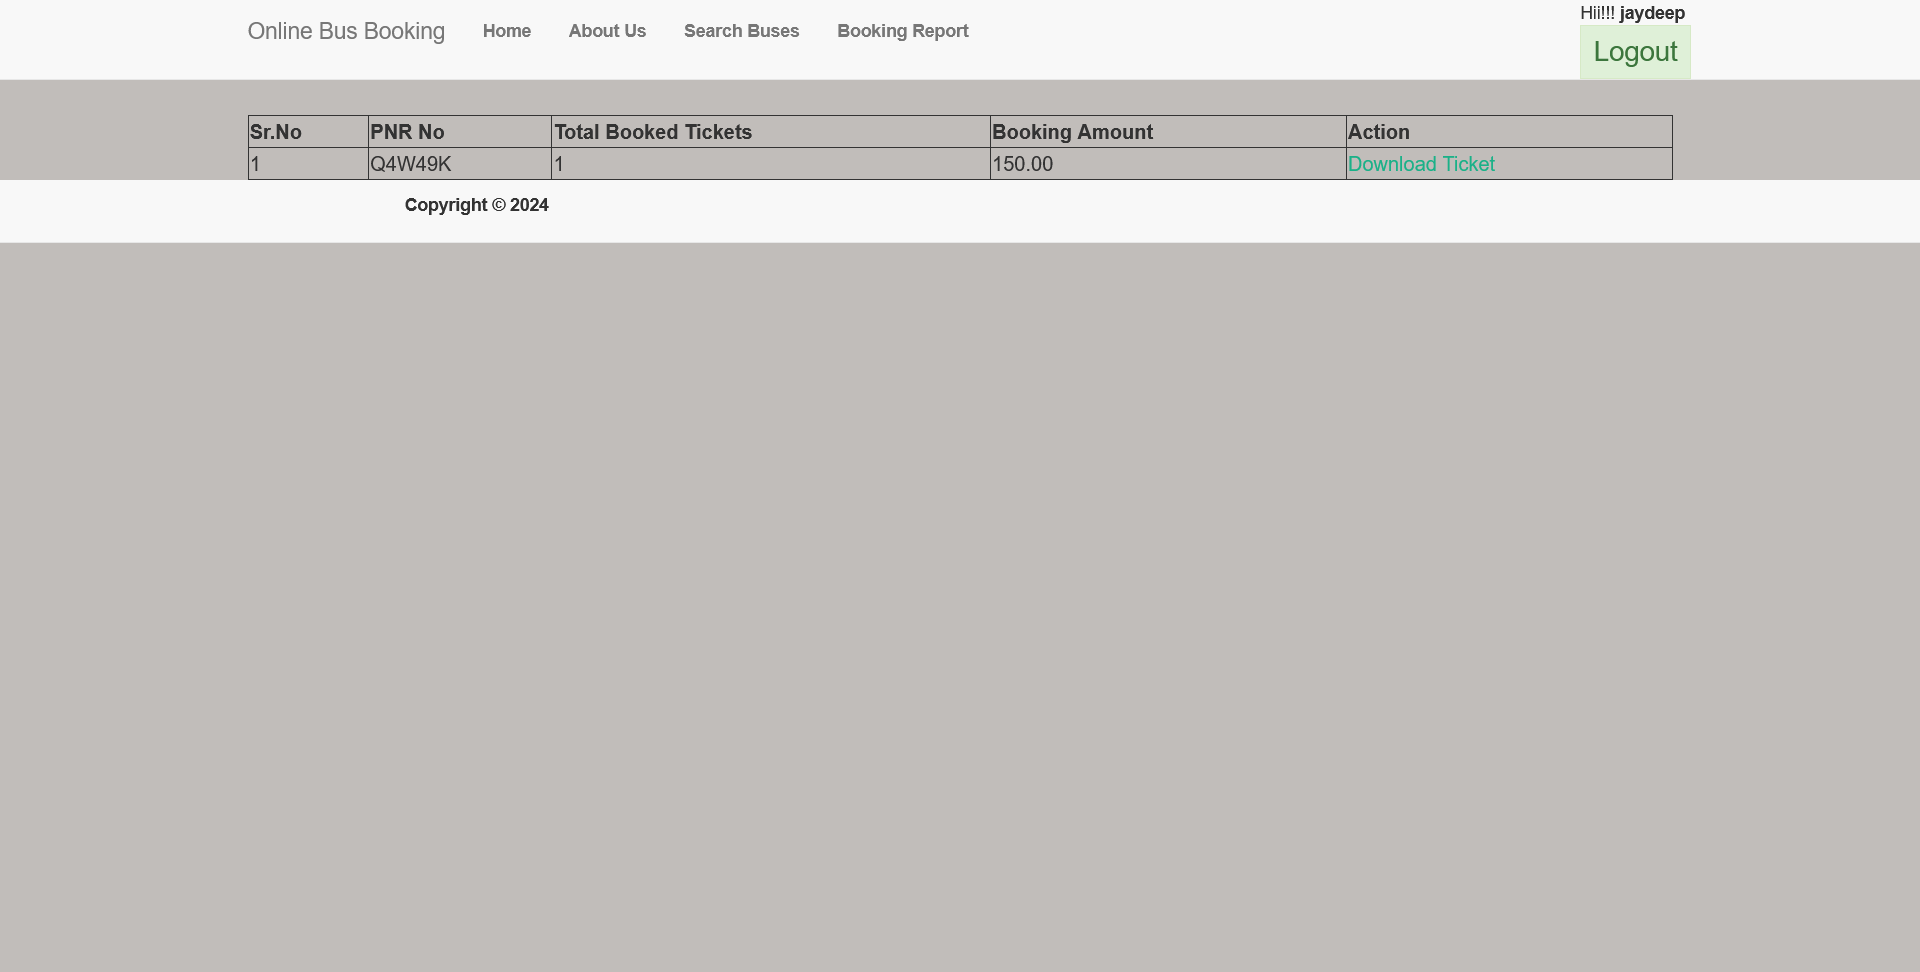 Online Bus Booking Home About Us Search Buses Booking Report
Hii!!! jaydeep
Logout
Sr.No PNR No Total Booked Tickets Booking Amount Action
1 Q4W49K 1 150.00 Download Ticket
Copyright © 2024